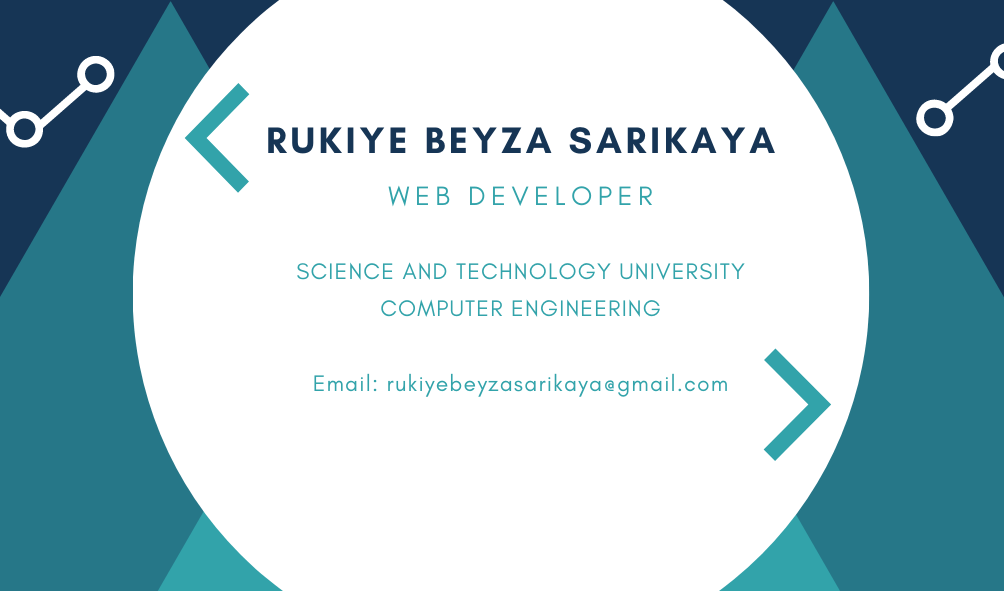 RUKIYE BEYZA SARIKAYA
WEB DEVELOPER
SCIENCE AND TECHNOLOGY UNIVERSITY
COMPUTER ENGINEERING
Email: rukiyebeyzasarikaya@gmail.com